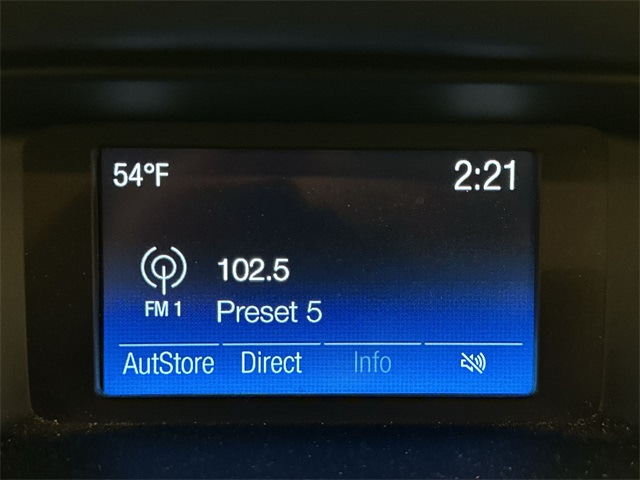 54°F 2:21
102.5
FM 1 Preset 5
AutStore Direct Info